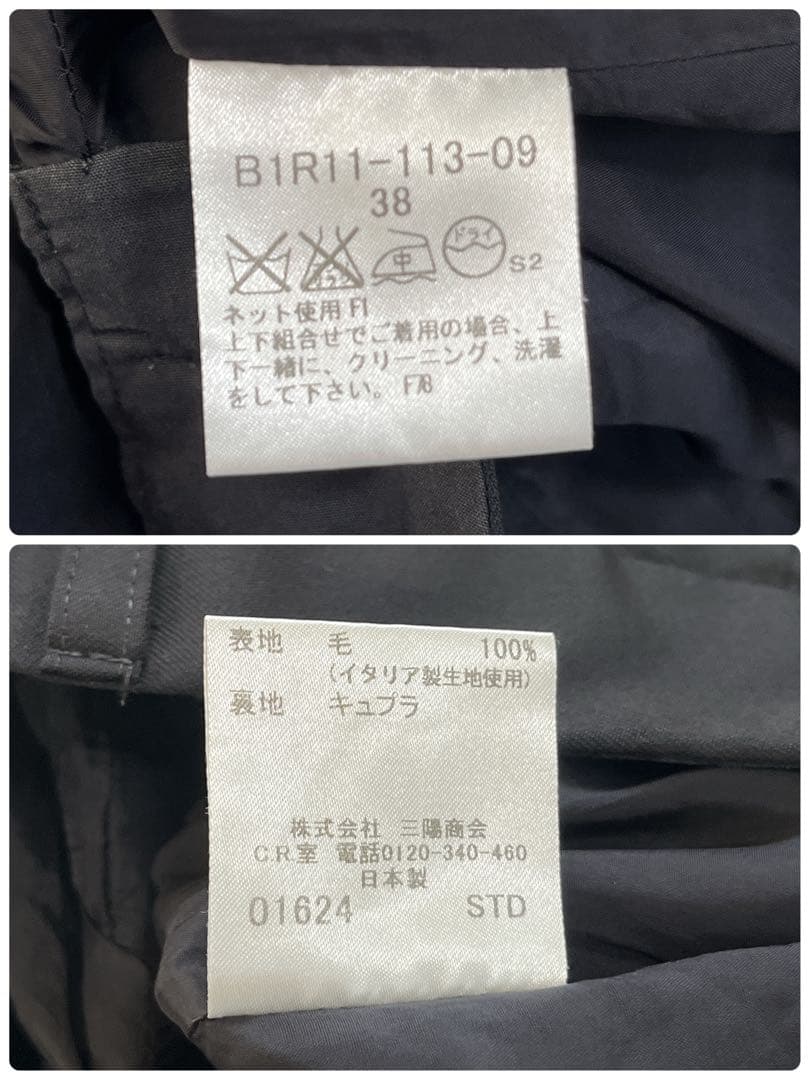 B1R11-113-09
38
中 ドライ S2
ネット使用 FI
上下組合せでご着用の場合、上
下一緒に、クリーニング、洗濯
をして下さい。 F/8
表地 毛 100%
(イタリア製生地使用)
裏地 キュプラ
株式会社 三陽商会
C.R.室 電話0120-340-460
日本製
01624 STD